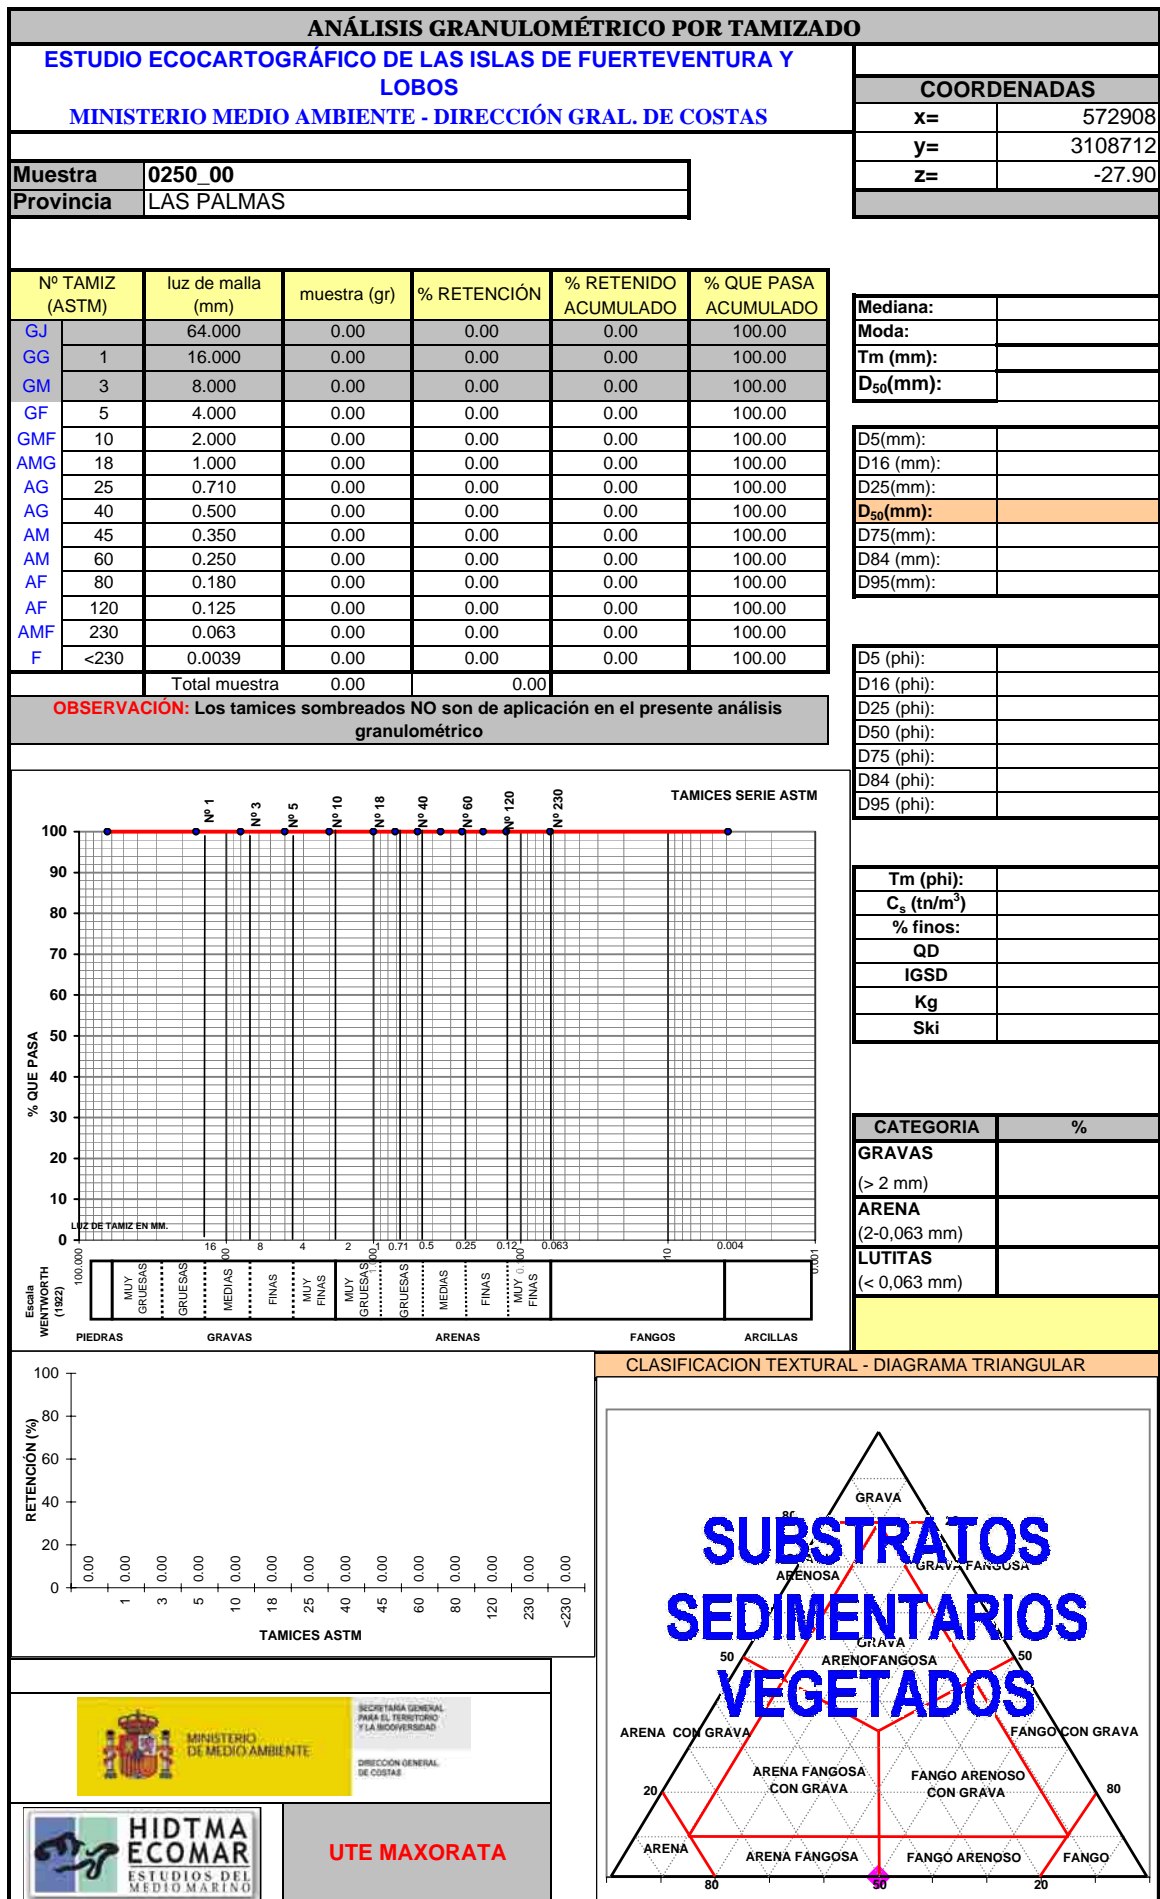 ANÁLISIS GRANULOMÉTRICO POR TAMIZADO
ESTUDIO ECOCARTOGRÁFICO DE LAS ISLAS DE FUERTEVENTURA Y
LOBOS
MINISTERIO MEDIO AMBIENTE - DIRECCIÓN GRAL. DE COSTAS
COORDENADAS
x= 572908
y= 3108712
z= -27.90
Muestra 0250_00
Provincia LAS PALMAS
Nº TAMIZ (ASTM) luz de malla (mm) muestra (gr) % RETENCIÓN % RETENIDO ACUMULADO % QUE PASA ACUMULADO
GJ 64.000 0.00 0.00 0.00 100.00
GG 1 16.000 0.00 0.00 0.00 100.00
GM 3 8.000 0.00 0.00 0.00 100.00
GF 5 4.000 0.00 0.00 0.00 100.00
GMF 10 2.000 0.00 0.00 0.00 100.00
AMG 18 1.000 0.00 0.00 0.00 100.00
AG 25 0.710 0.00 0.00 0.00 100.00
AG 40 0.500 0.00 0.00 0.00 100.00
AM 45 0.350 0.00 0.00 0.00 100.00
AM 60 0.250 0.00 0.00 0.00 100.00
AF 80 0.180 0.00 0.00 0.00 100.00
AF 120 0.125 0.00 0.00 0.00 100.00
AMF 230 0.063 0.00 0.00 0.00 100.00
F <230 0.0039 0.00 0.00 0.00 100.00
Total muestra 0.00 0.00
OBSERVACIÓN: Los tamices sombreados NO son de aplicación en el presente análisis
granulométrico
Mediana:
Moda:
Tm (mm):
D50(mm):
D5(mm):
D16 (mm):
D25(mm):
D50(mm):
D75(mm):
D84 (mm):
D95(mm):
D5 (phi):
D16 (phi):
D25 (phi):
D50 (phi):
D75 (phi):
D84 (phi):
D95 (phi):
Tm (phi):
Cs (tn/m3)
% finos:
QD
IGSD
Kg
Ski
CATEGORIA %
GRAVAS
(> 2 mm)
ARENA
(2-0,063 mm)
LUTITAS
(< 0,063 mm)
TAMICES SERIE ASTM
Nº 1 Nº 3 Nº 5 Nº 10 Nº 18 Nº 40 Nº 60 Nº 120 Nº 230
% QUE PASA
100
90
80
70
60
50
40
30
20
10
0
LUZ DE TAMIZ EN MM.
16 8 4 2 1 0.71 0.5 0.25 0.12 0.063 0.004
100.000
Escala
WENTWORTH
(1922)
MUY GRUESAS GRUESAS MEDIAS FINAS MUY FINAS MUY GRUESAS GRUESAS MEDIAS FINAS MUY FINAS
PIEDRAS GRAVAS ARENAS FANGOS ARCILLAS
RETENCIÓN (%)
100
80
60
40
20
0
0.00 0.00 0.00 0.00 0.00 0.00 0.00 0.00 0.00 0.00 0.00 0.00 0.00 0.00
1 3 5 10 18 25 40 45 60 80 120 230 <230
TAMICES ASTM
CLASIFICACION TEXTURAL - DIAGRAMA TRIANGULAR
GRAVA
SUBSTRATOS
ARENOSA
GRAVA FANGOSA
SEDIMENTARIOS
GRAVA
ARENOFANGOSA
50 50
VEGETADOS
ARENA CON GRAVA
FANGO CON GRAVA
ARENA FANGOSA
CON GRAVA
FANGO ARENOSO
CON GRAVA
20 80
ARENA
ARENA FANGOSA
FANGO ARENOSO
FANGO
80 50 20
MINISTERIO
DE MEDIO AMBIENTE
SECRETARÍA GENERAL
PARA EL TERRITORIO
Y LA BIODIVERSIDAD
DIRECCIÓN GENERAL
DE COSTAS
HIDTMA
ECOMAR
ESTUDIOS DEL
MEDIO MARINO
UTE MAXORATA